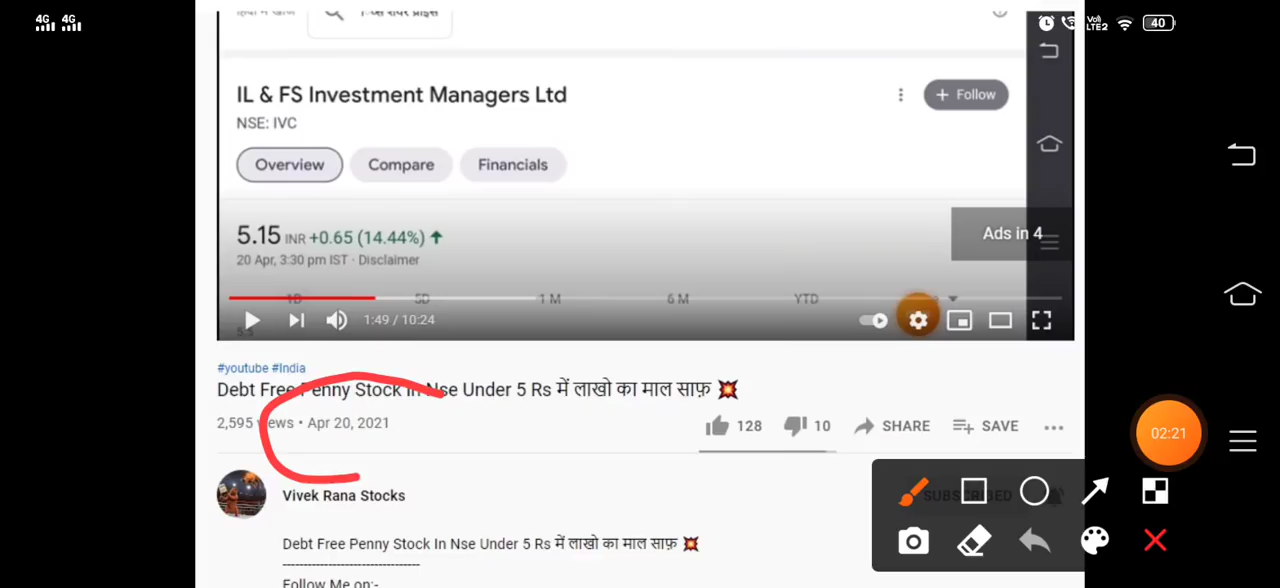 4G 4G
Vo) LTE2 40
IL & FS Investment Managers Ltd
Follow
NSE: IVC
Overview Compare Financials
5.15 INR +0.65 (14.44%)
20 Apr, 3:30 pm IST · Disclaimer
Ads in 4
1D 5D 1 M 6 M YTD
1:49 / 10:24
#youtube #India
Debt Free Penny Stock In Nse Under 5 Rs में लाखो का माल साफ़
2,595 views • Apr 20, 2021
128 10 SHARE SAVE
02:21
Vivek Rana Stocks
SUBSCRIBED
Debt Free Penny Stock In Nse Under 5 Rs में लाखो का माल साफ़
------------------------------
Follow Me on:-